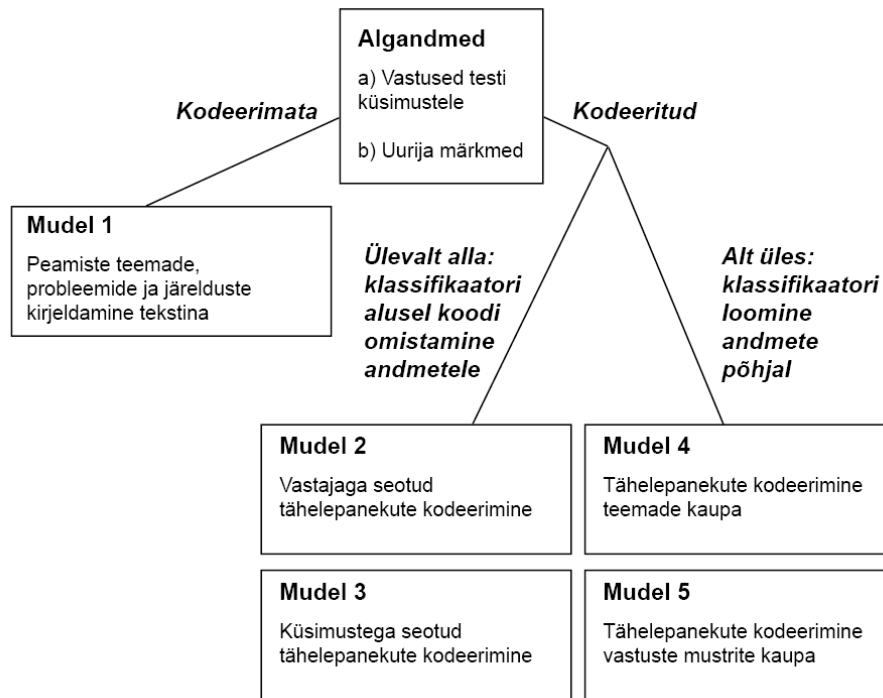 Algandmed
a) Vastused testi
küsimustele
b) Uurija märkmed
Kodeerimata
Kodeeritud
Mudel 1
Peamiste teemade,
probleemide ja järelduste
kirjeldamine tekstina
Ülevalt alla:
klassifikaatori
alusel koodi
omistamine
andmetele
Alt üles:
klassifikaatori
loomine
andmete
põhjal
Mudel 2
Vastajaga seotud
tähelepanekute kodeerimine
Mudel 4
Tähelepanekute kodeerimine
teemade kaupa
Mudel 3
Küsimustega seotud
tähelepanekute kodeerimine
Mudel 5
Tähelepanekute kodeerimine
vastuste mustrite kaupa